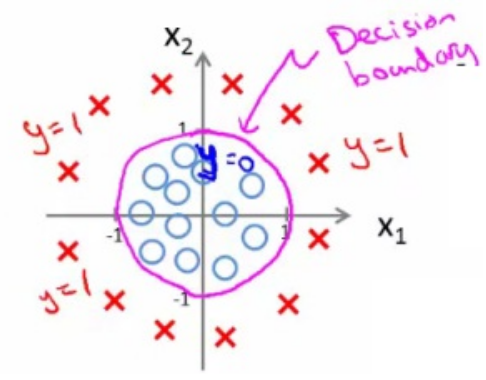 Decision
boundary
x₂
y=1
1
y=0
y=1
-1
1
x₁
y=1
-1